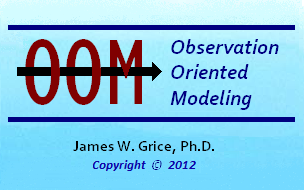 OOM
Observation
Oriented
Modeling
James W. Grice, Ph.D.
Copyright © 2012